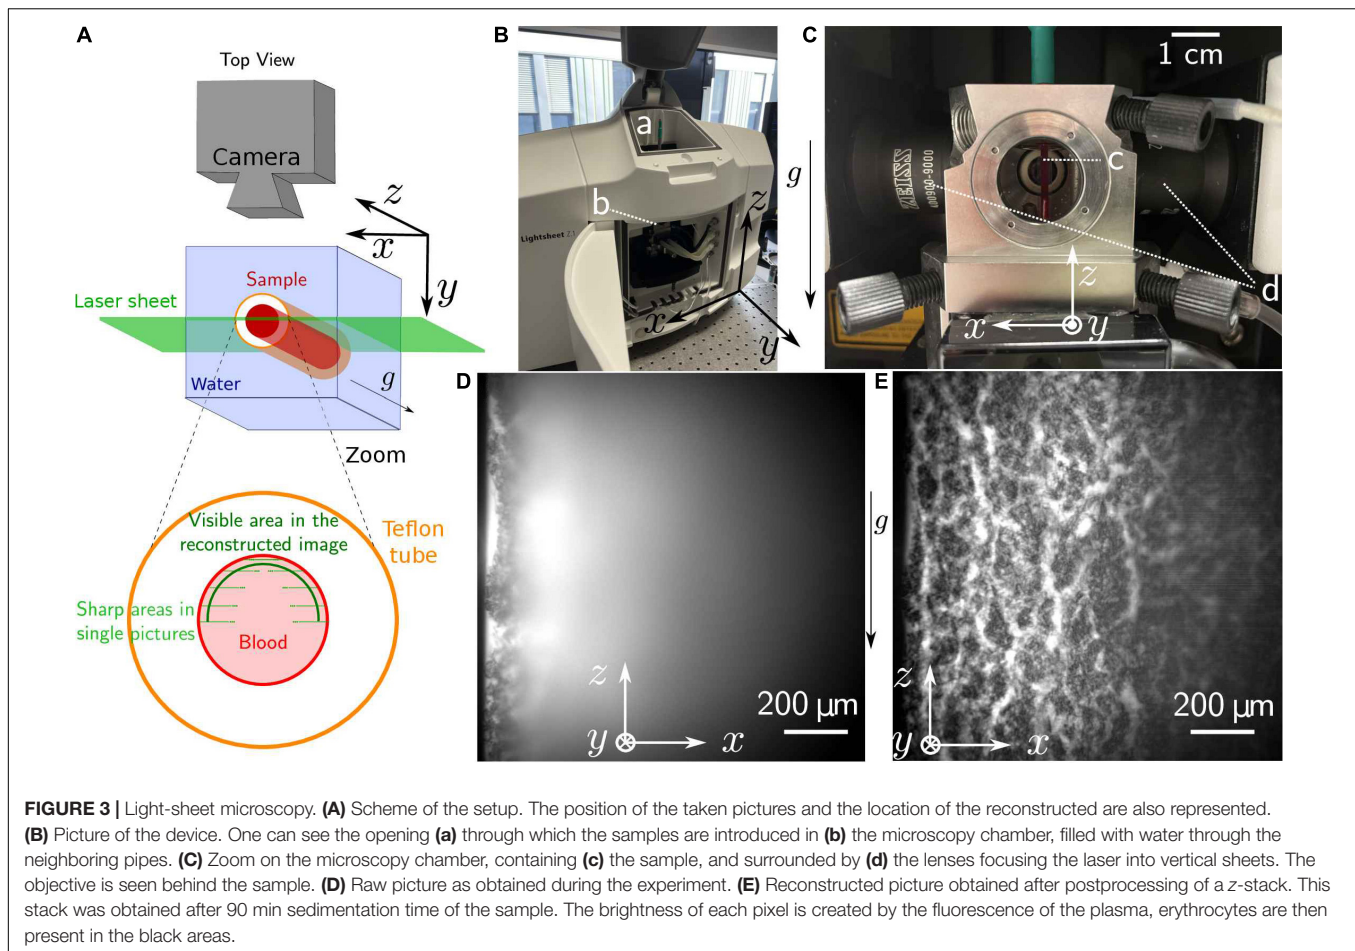 A
Top View
Camera
z
x
y
Sample
Laser sheet
Water
g
Zoom
Visible area in the
reconstructed image
Teflon
tube
Sharp areas in
single pictures
Blood
B
a
b
Lightsheet Z.1
z
x
y
g
C
1 cm
ZEISS
400900-9000
c
d
z
x
y
D
z
y
x
200 µm
g
E
z
y
x
200 µm
FIGURE 3 | Light-sheet microscopy. (A) Scheme of the setup. The position of the taken pictures and the location of the reconstructed are also represented.
(B) Picture of the device. One can see the opening (a) through which the samples are introduced in (b) the microscopy chamber, filled with water through the
neighboring pipes. (C) Zoom on the microscopy chamber, containing (c) the sample, and surrounded by (d) the lenses focusing the laser into vertical sheets. The
objective is seen behind the sample. (D) Raw picture as obtained during the experiment. (E) Reconstructed picture obtained after postprocessing of a z-stack. This
stack was obtained after 90 min sedimentation time of the sample. The brightness of each pixel is created by the fluorescence of the plasma, erythrocytes are then
present in the black areas.